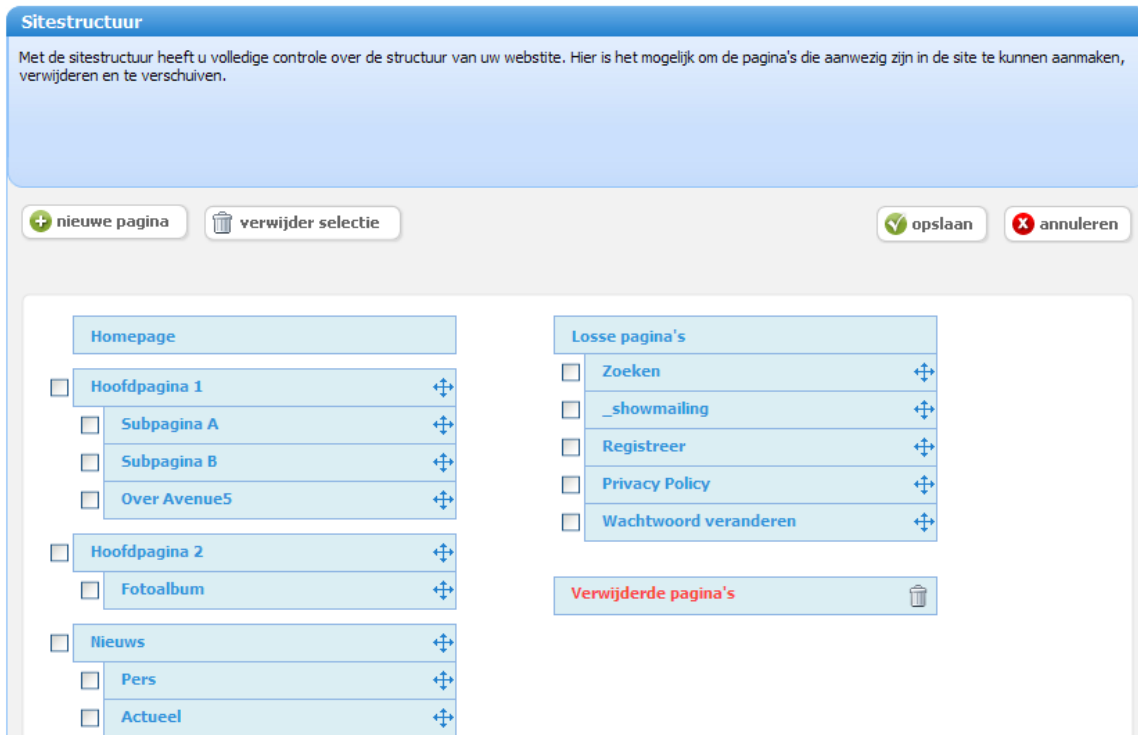 Sitestructuur
Met de sitestructuur heeft u volledige controle over de structuur van uw webstite. Hier is het mogelijk om de pagina's die aanwezig zijn in de site te kunnen aanmaken,
verwijderen en te verschuiven.
nieuwe pagina
verwijder selectie
opslaan
annuleren
Homepage
Hoofdpagina 1
Subpagina A
Subpagina B
Over Avenue5
Hoofdpagina 2
Fotoalbum
Nieuws
Pers
Actueel
Losse pagina's
Zoeken
_showmailing
Registreer
Privacy Policy
Wachtwoord veranderen
Verwijderde pagina's